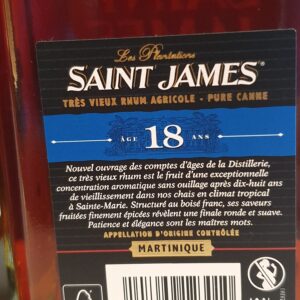 Les Plantations
SAINT JAMES®
TRÈS VIEUX RHUM AGRICOLE - PURE CANNE
ÂGE 18 ANS
Nouvel ouvrage des comptes d'âges de la Distillerie,
ce très vieux rhum est le fruit d'une exceptionnelle
concentration aromatique sans ouillage après dix-huit ans
de vieillissement dans nos chais en climat tropical
à Sainte-Marie. Structuré au boisé franc, ses saveurs
fruitées finement épicées révèlent une finale ronde et suave.
Patience et élégance sont les maîtres mots.
APPELLATION D'ORIGINE CONTRÔLÉE
MARTINIQUE